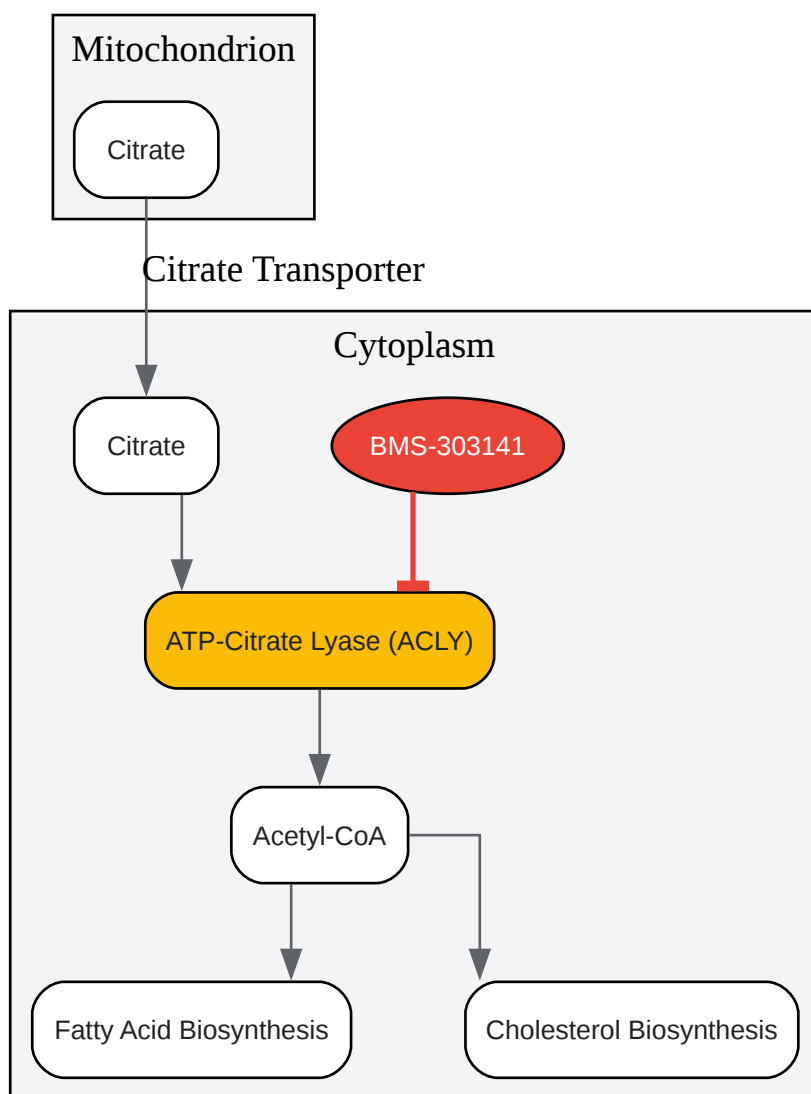 Mitochondrion
Citrate
Citrate Transporter
Cytoplasm
Citrate
BMS-303141
ATP-Citrate Lyase (ACLY)
Acetyl-CoA
Fatty Acid Biosynthesis
Cholesterol Biosynthesis